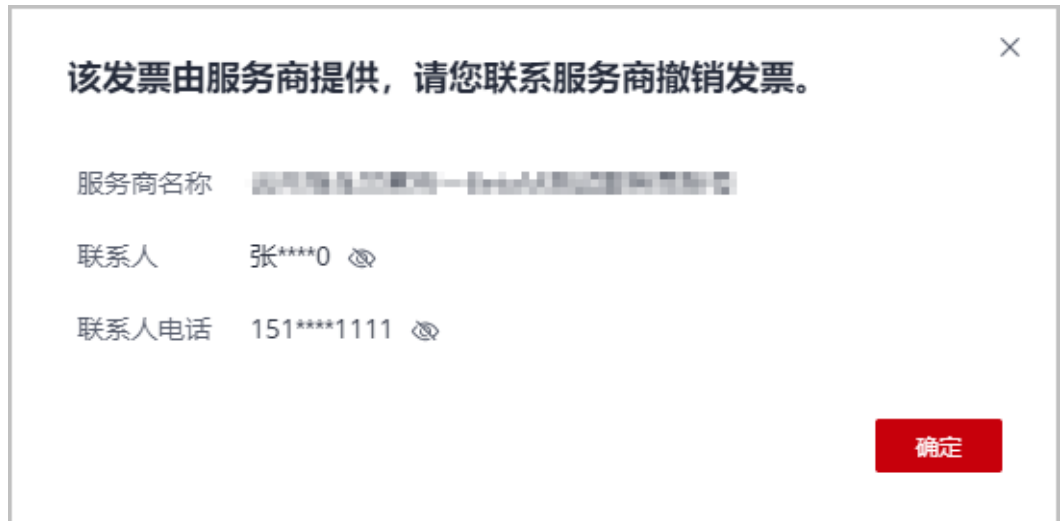 该发票由服务商提供，请您联系服务商撤销发票。
服务商名称
联系人 张****0
联系人电话 151****1111
确定